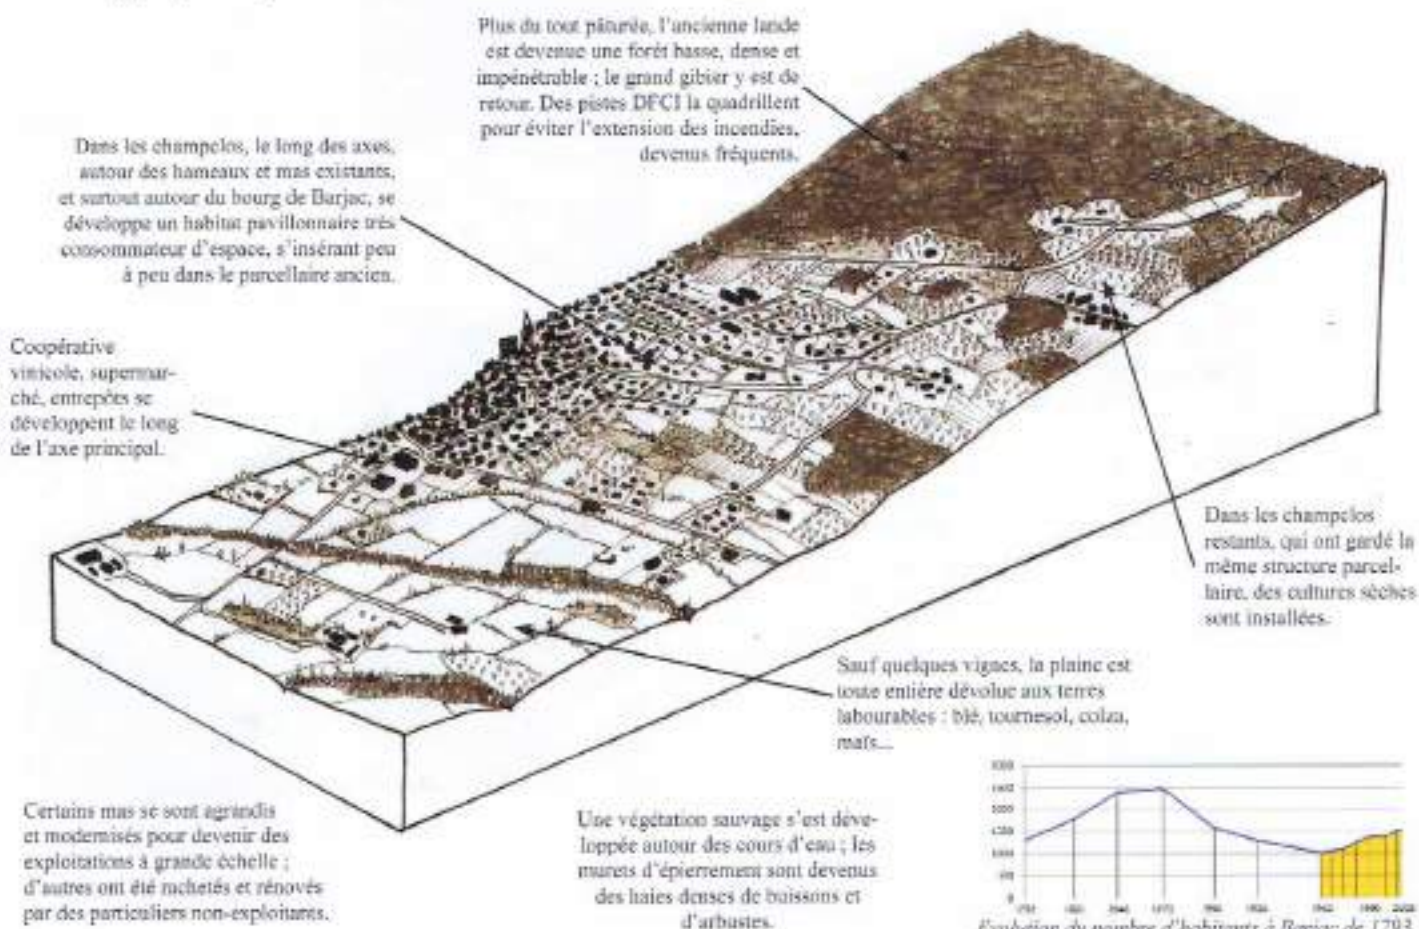 Plus du tout pâturée, l'ancienne lande
est devenue une forêt basse, dense et
impénétrable ; le grand gibier y est de
retour. Des pistes DFCI la quadrillent
pour éviter l'extension des incendies,
devenus fréquents.
Dans les champelos, le long des axes,
autour des hameaux et mas existants,
et surtout autour du bourg de Barjac, se
développe un habitat pavillonnaire très
consommateur d'espace, s'insérant peu
à peu dans le parcellaire ancien.
Coopérative
vinicole, supermar-
ché, entrepôts se
développent le long
de l'axe principal.
Dans les champelos
restants, qui ont gardé la
même structure parcel-
laire, des cultures sèches
sont installées.
Sauf quelques vignes, la plaine est
toute entière dévolue aux terres
labourables : blé, tournesol, colza,
maïs...
Certains mas se sont agrandis
et modernisés pour devenir des
exploitations à grande échelle ;
d'autres ont été rachetés et rénovés
par des particuliers non-exploitants.
Une végétation sauvage s'est déve-
loppée autour des cours d'eau ; les
murets d'épierrement sont devenus
des haies denses de buissons et
d'arbustes.
Evolution du nombre d'habitants à Barjac de 1793